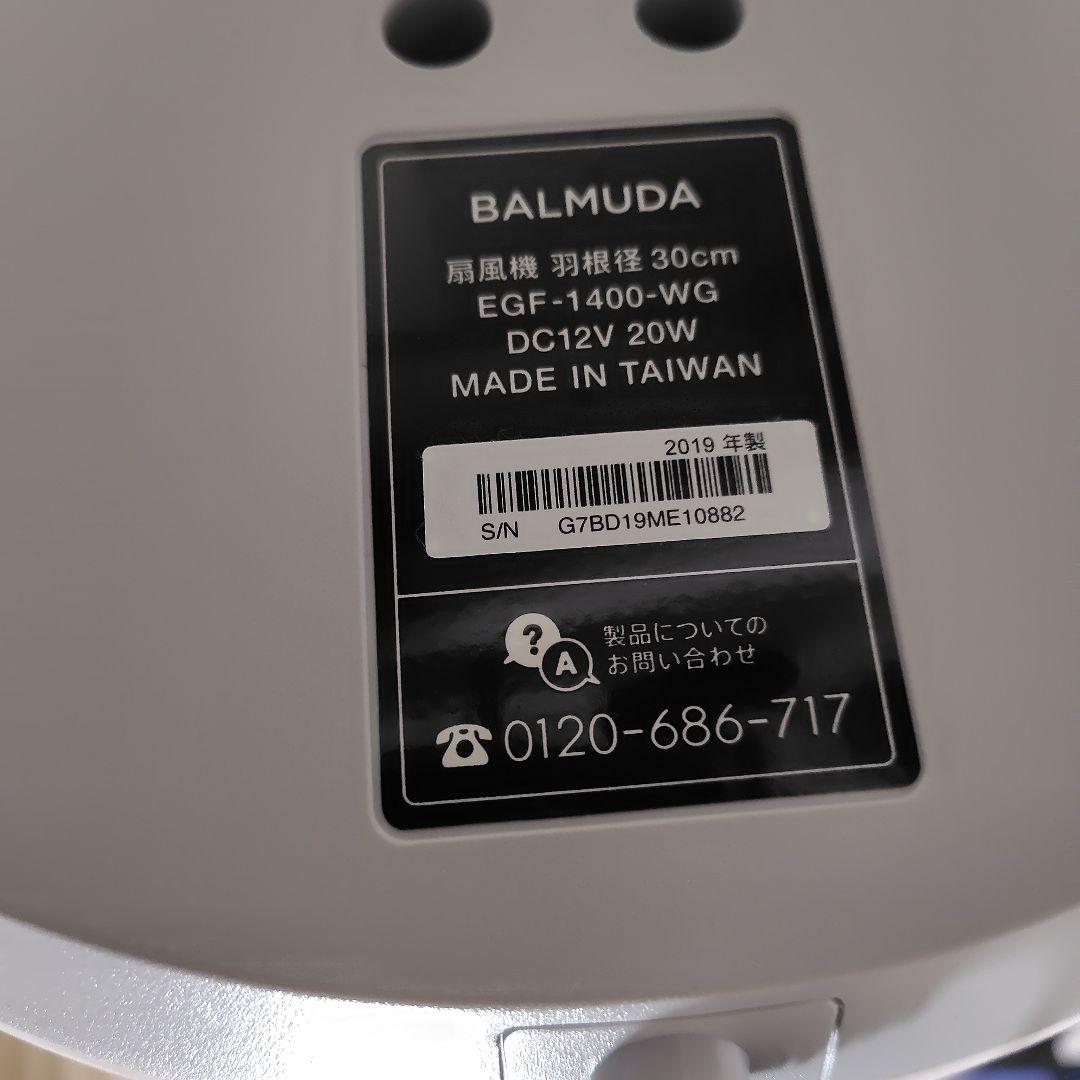 BALMUDA
扇風機 羽根径 30cm
EGF-1400-WG
DC12V 20W
MADE IN TAIWAN
2019 年製
S/N G7BD19ME10882
? 製品についての
A お問い合わせ
0120-686-717